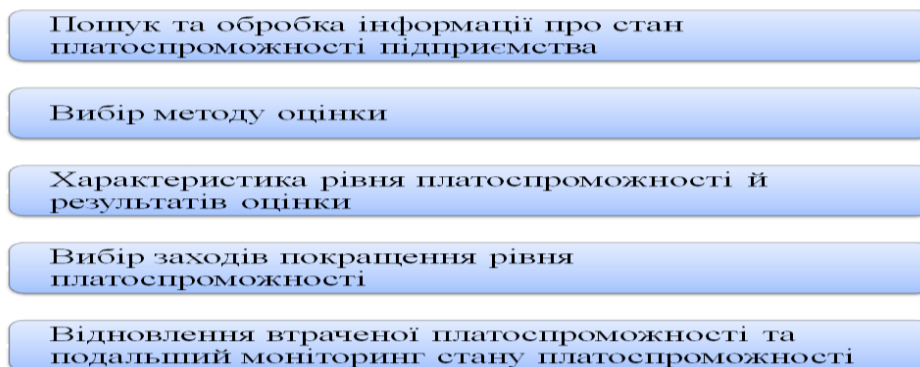 Пошук та обробка інформації про стан
платоспроможності підприємства
Вибір методу оцінки
Характеристика рівня платоспроможності й
результатів оцінки
Вибір заходів покращення рівня
платоспроможності
Відновлення втраченої платоспроможності та
подальший моніторинг стану платоспроможності